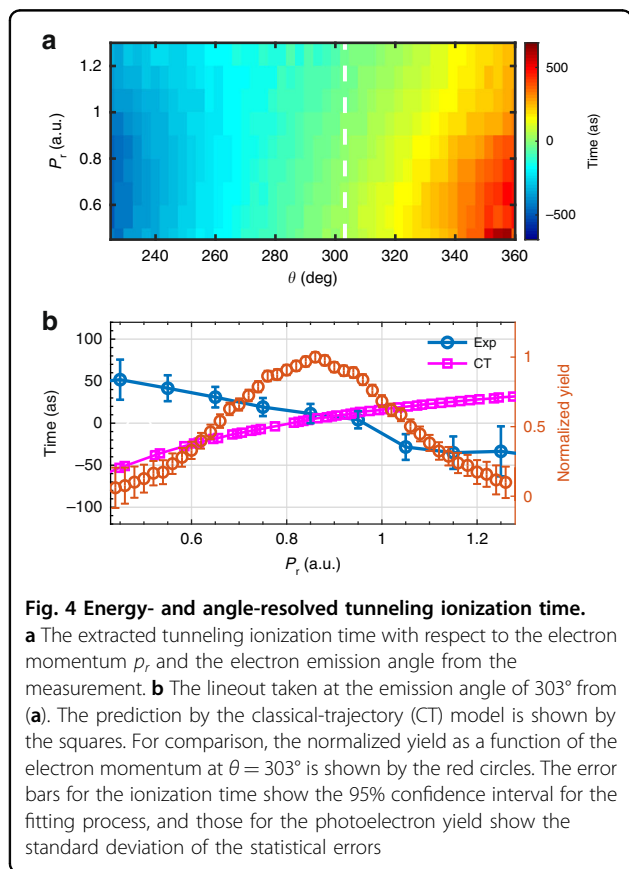 a
1.2
1
0.8
0.6
P_r (a.u.)
240 260 280 300 320 340 360
θ (deg)
500
0
−500
Time (as)
b
100
50
0
−50
−100
Time (as)
Exp
CT
1
0.5
0
Normalized yield
0.6 0.8 1 1.2
P_r (a.u.)
Fig. 4 Energy- and angle-resolved tunneling ionization time.
a The extracted tunneling ionization time with respect to the electron
momentum p_r and the electron emission angle from the
measurement. b The lineout taken at the emission angle of 303° from
(a). The prediction by the classical-trajectory (CT) model is shown by
the squares. For comparison, the normalized yield as a function of the
electron momentum at θ = 303° is shown by the red circles. The error
bars for the ionization time show the 95% confidence interval for the
fitting process, and those for the photoelectron yield show the
standard deviation of the statistical errors